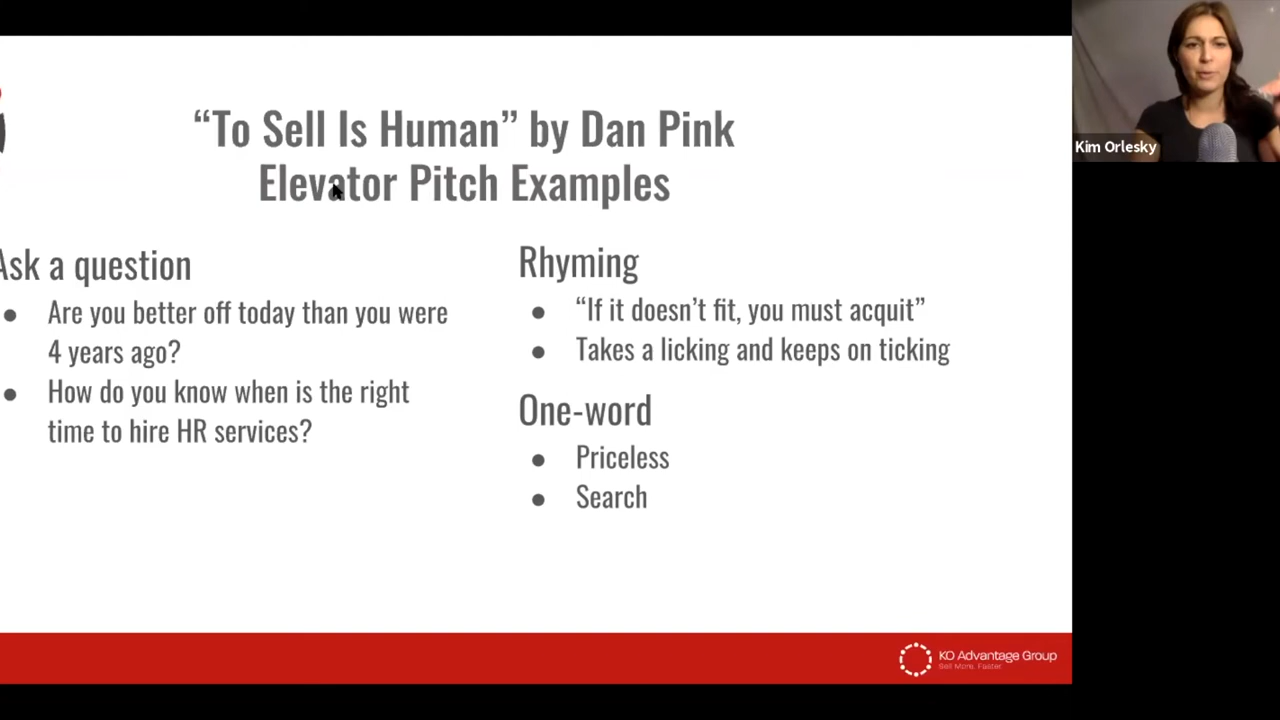 “To Sell Is Human” by Dan Pink
Elevator Pitch Examples
Ask a question
● Are you better off today than you were
4 years ago?
● How do you know when is the right
time to hire HR services?
Rhyming
● “If it doesn’t fit, you must acquit”
● Takes a licking and keeps on ticking
One-word
● Priceless
● Search
KO Advantage Group
Sell More, Faster
Kim Orlesky